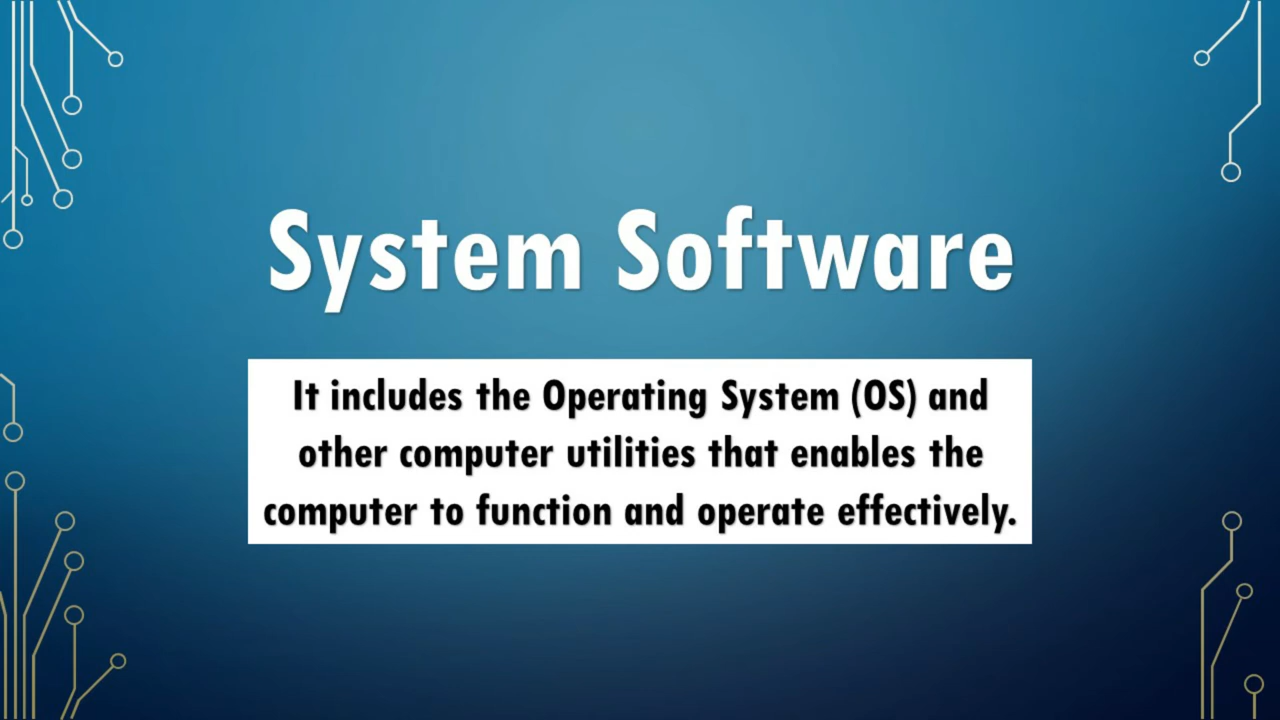 System Software
It includes the Operating System (OS) and
other computer utilities that enables the
computer to function and operate effectively.